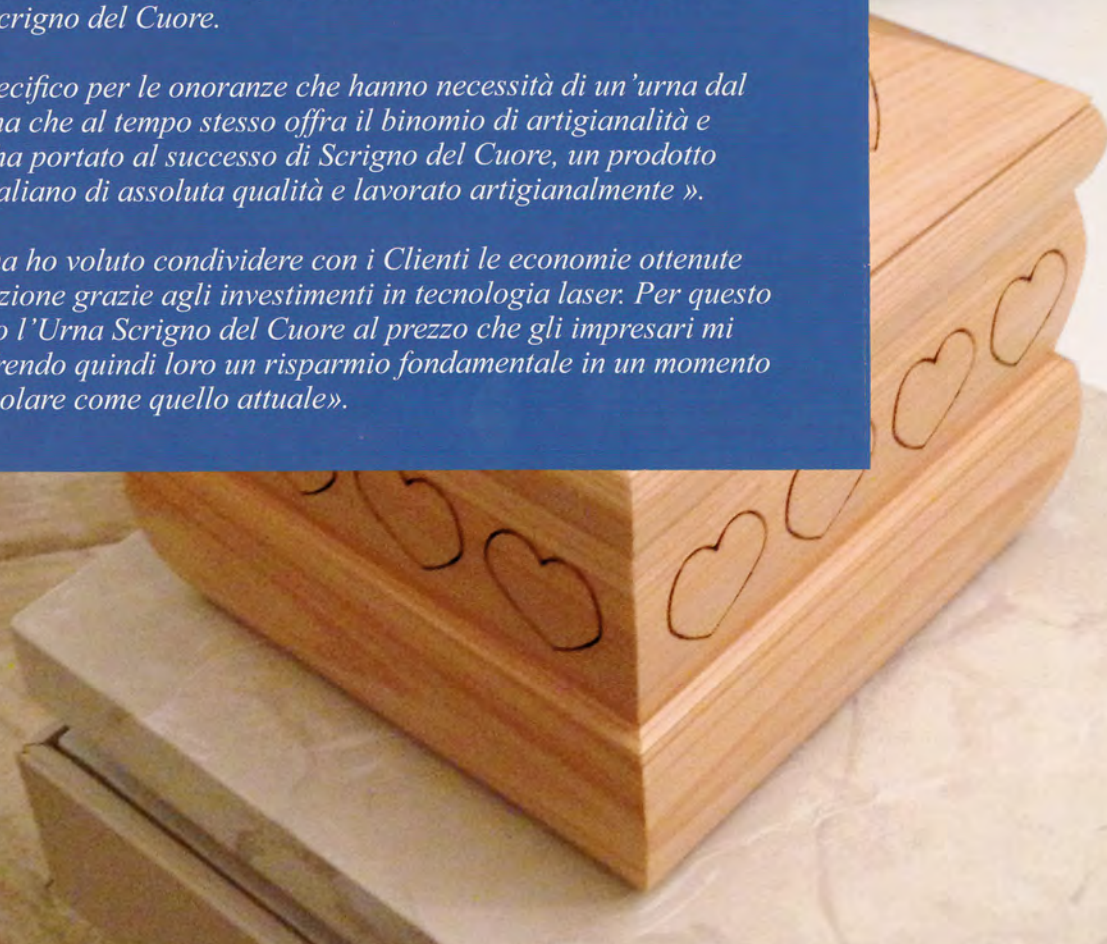 crigno del Cuore.
ecifico per le onoranze che hanno necessità di un'urna dal
na che al tempo stesso offra il binomio di artigianalità e
na portato al successo di Scrigno del Cuore, un prodotto
aliano di assoluta qualità e lavorato artigianalmente ».
a ho voluto condividere con i Clienti le economie ottenute
zione grazie agli investimenti in tecnologia laser. Per questo
o l'Urna Scrigno del Cuore al prezzo che gli impresari mi
rendo quindi loro un risparmio fondamentale in un momento
olare come quello attuale».